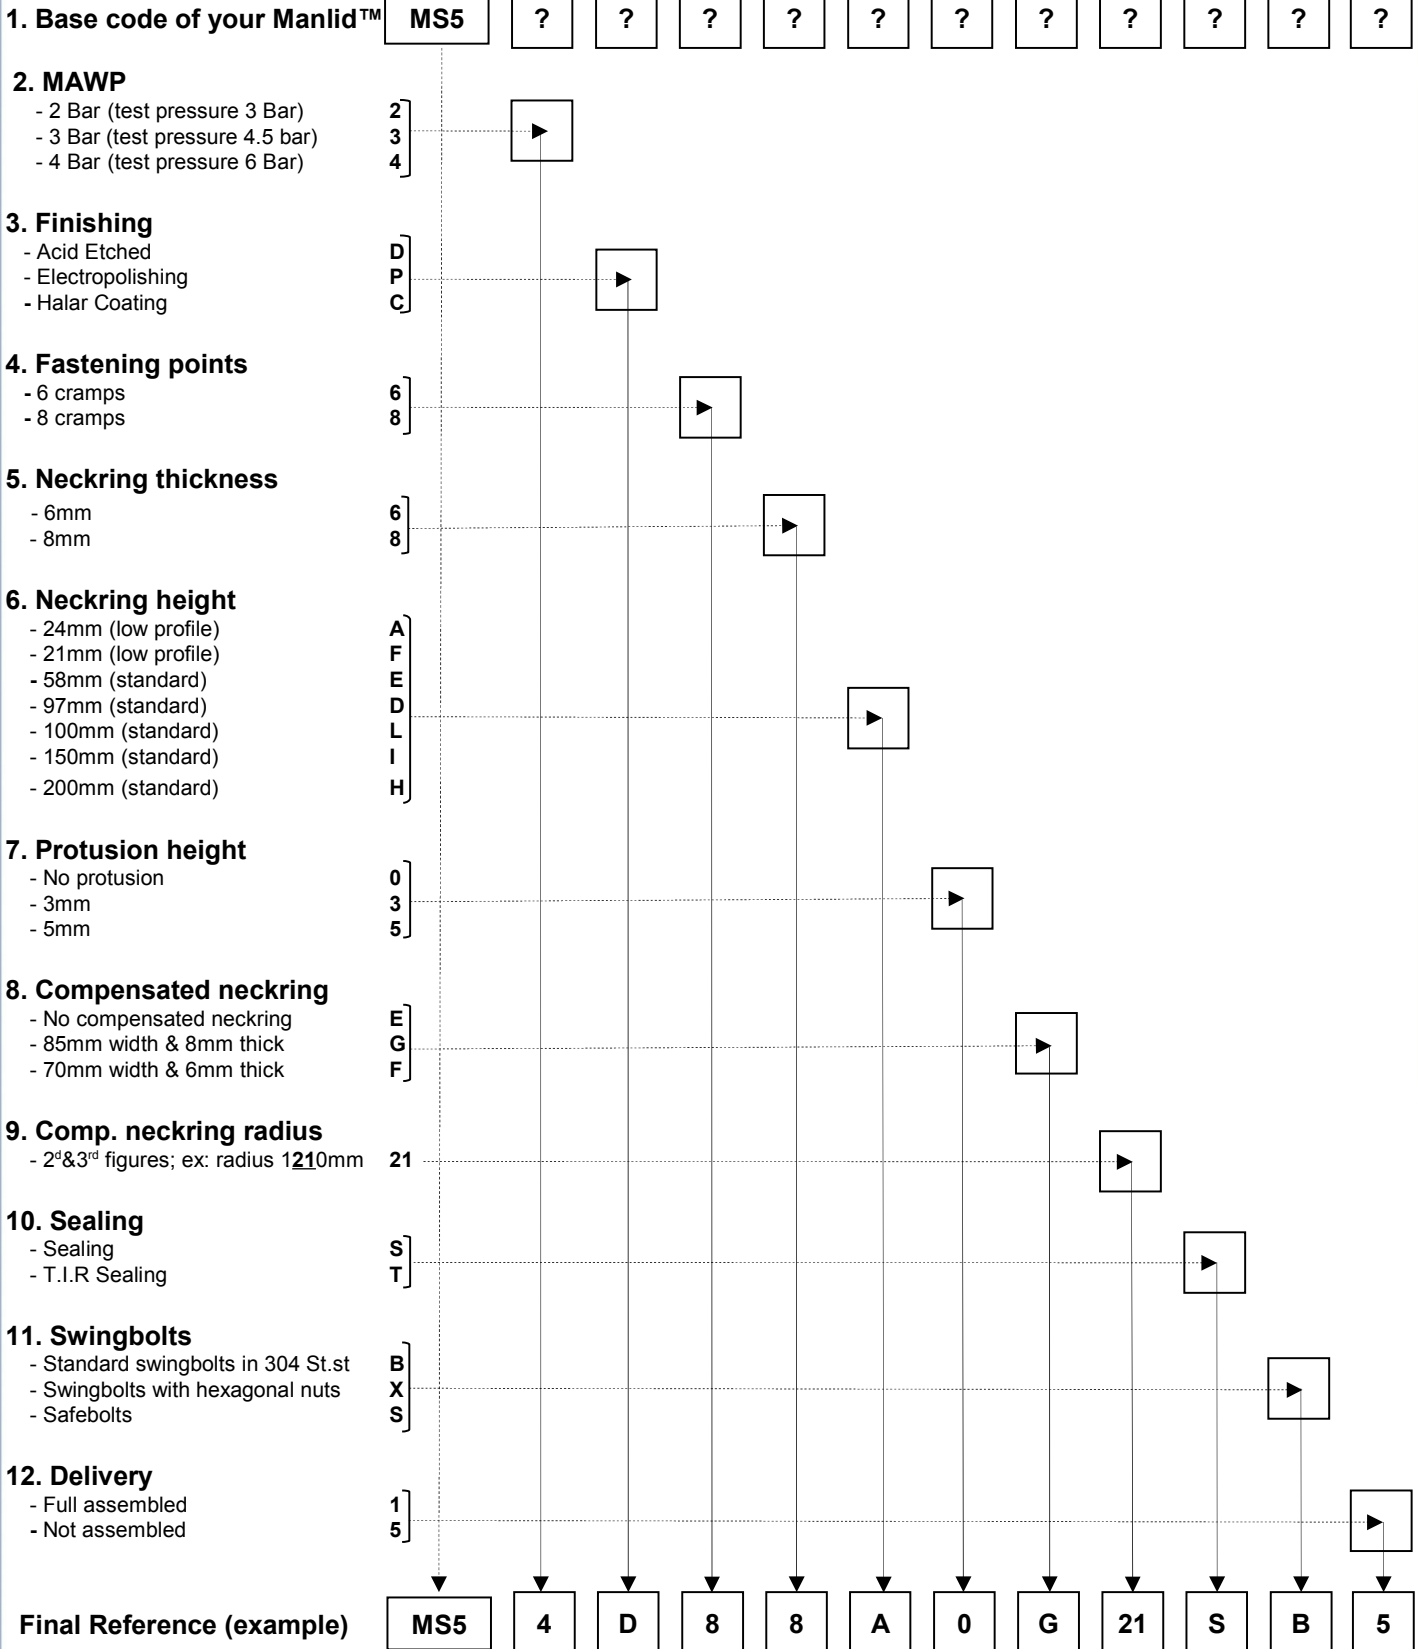 1. Base code of your Manlid™ MS5 ? ? ? ? ? ? ? ? ? ? ?
2. MAWP
- 2 Bar (test pressure 3 Bar) 2
- 3 Bar (test pressure 4.5 bar) 3
- 4 Bar (test pressure 6 Bar) 4
3. Finishing
- Acid Etched D
- Electropolishing P
- Halar Coating C
4. Fastening points
- 6 cramps 6
- 8 cramps 8
5. Neckring thickness
- 6mm 6
- 8mm 8
6. Neckring height
- 24mm (low profile) A
- 21mm (low profile) F
- 58mm (standard) E
- 97mm (standard) D
- 100mm (standard) L
- 150mm (standard) I
- 200mm (standard) H
7. Protusion height
- No protusion 0
- 3mm 3
- 5mm 5
8. Compensated neckring
- No compensated neckring E
- 85mm width & 8mm thick G
- 70mm width & 6mm thick F
9. Comp. neckring radius
- 2d&3rd figures; ex: radius 1210mm 21
10. Sealing
- Sealing S
- T.I.R Sealing T
11. Swingbolts
- Standard swingbolts in 304 St.st B
- Swingbolts with hexagonal nuts X
- Safebolts S
12. Delivery
- Full assembled 1
- Not assembled 5
Final Reference (example) MS5 4 D 8 8 A 0 G 21 S B 5